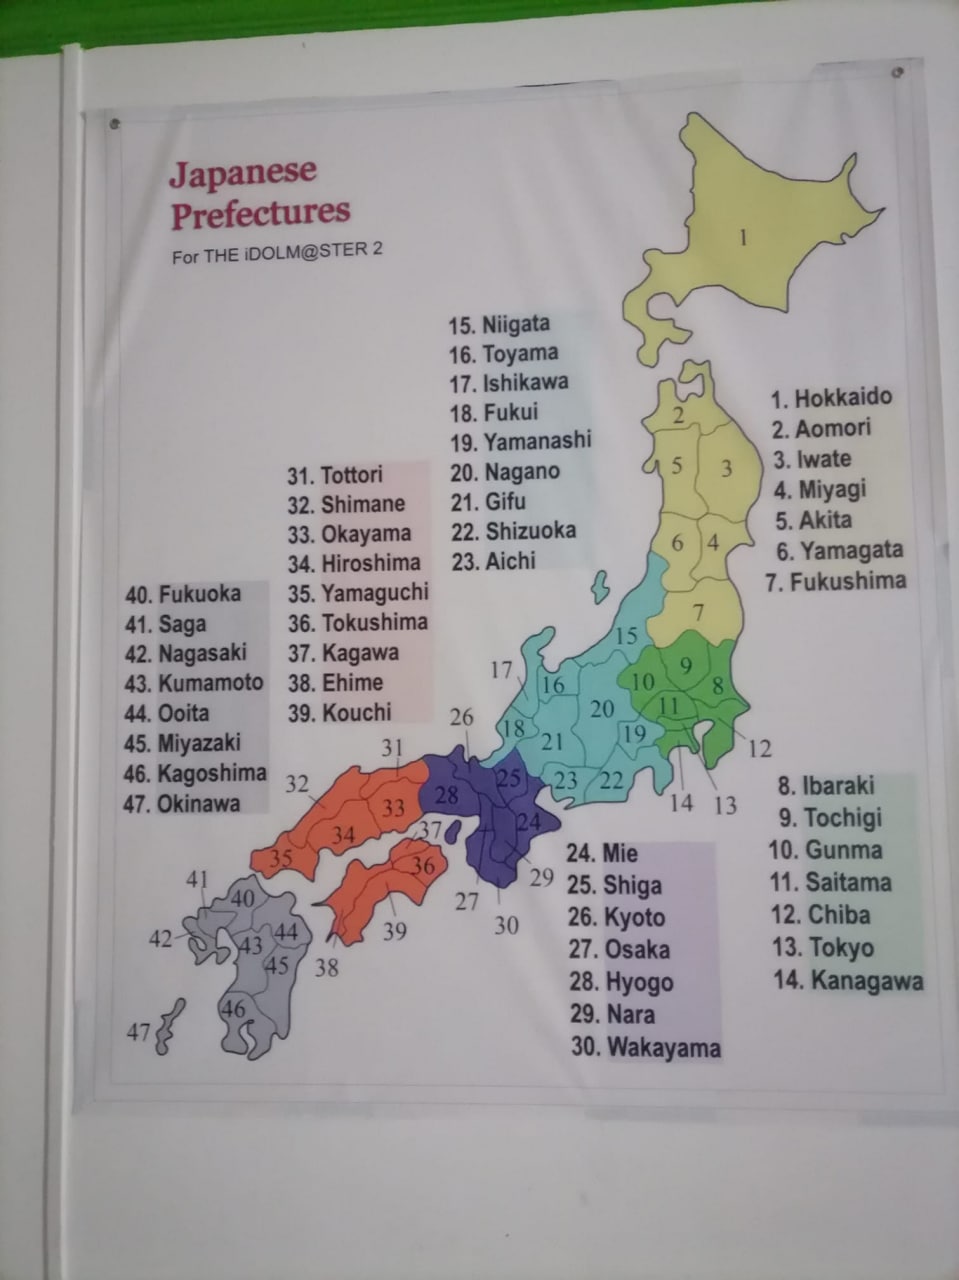 Japanese
Prefectures
For THE iDOLM@STER 2
1
15. Niigata
16. Toyama
17. Ishikawa
18. Fukui
19. Yamanashi
20. Nagano
21. Gifu
22. Shizuoka
23. Aichi
1. Hokkaido
2. Aomori
3. Iwate
4. Miyagi
5. Akita
6. Yamagata
7. Fukushima
31. Tottori
32. Shimane
33. Okayama
34. Hiroshima
35. Yamaguchi
36. Tokushima
37. Kagawa
38. Ehime
39. Kouchi
40. Fukuoka
41. Saga
42. Nagasaki
43. Kumamoto
44. Ooita
45. Miyazaki
46. Kagoshima
47. Okinawa
2
5 3
6 4
7
15
17 16 10 9 8
20 11
26 18 21 19 12
31 25 23 22 14 13
32 28 24
33
34 37
35 36
27 29
30
41 40 39
42 43 44 38
45
46
47
8. Ibaraki
9. Tochigi
10. Gunma
11. Saitama
12. Chiba
13. Tokyo
14. Kanagawa
24. Mie
25. Shiga
26. Kyoto
27. Osaka
28. Hyogo
29. Nara
30. Wakayama